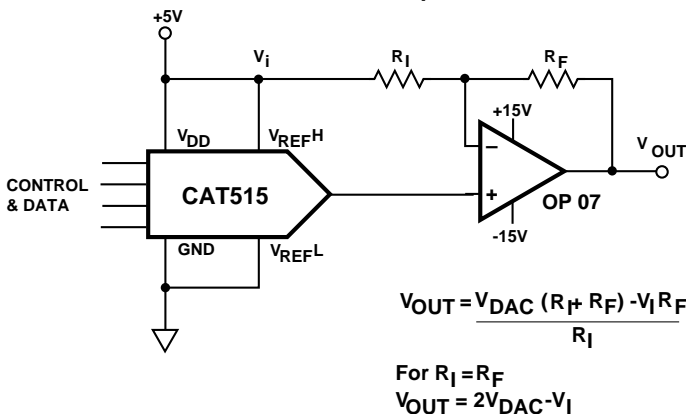 +5V
Vi
RI
RF
+15V
VDD
VREFH
–
VOUT
CONTROL
& DATA
CAT515
+
OP 07
GND
VREFL
-15V
VOUT = VDAC (RI+ RF) -VI RF
RI
For RI = RF
VOUT = 2VDAC-VI